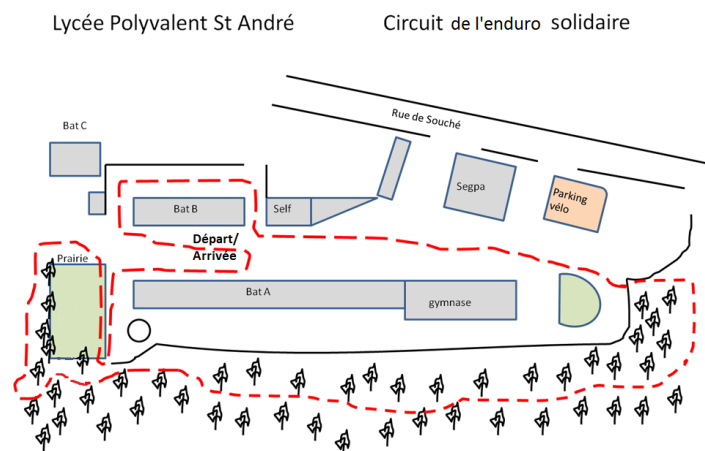 Lycée Polyvalent St André
Circuit de l'enduro solidaire
Rue de Souché
Bat C
Segpa
Parking
vélo
Bat B
Self
Départ/
Arrivée
Prairie
Bat A
gymnase